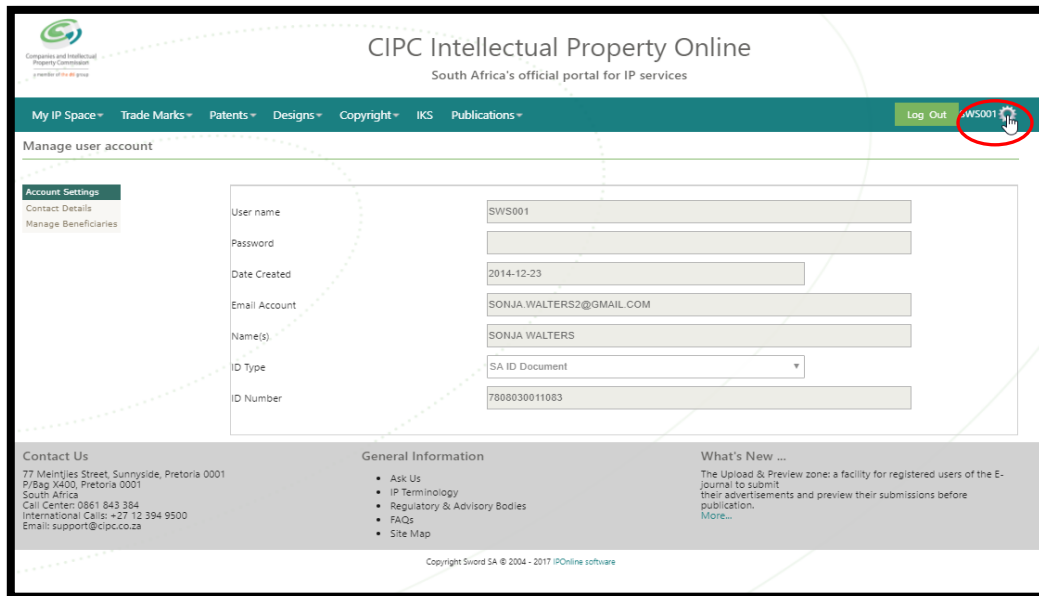 Companies and Intellectual
Property Commission
a member of the dti group
CIPC Intellectual Property Online
South Africa's official portal for IP services
My IP Space Trade Marks Patents Designs Copyright IKS Publications Log Out SWS001
Manage user account
Account Settings
Contact Details
Manage Beneficiaries
User name SWS001
Password
Date Created 2014-12-23
Email Account SONJA.WALTERS2@GMAIL.COM
Name(s) SONJA WALTERS
ID Type SA ID Document
ID Number 7808030011083
Contact Us
77 Meintjies Street, Sunnyside, Pretoria 0001
P/Bag X400, Pretoria 0001
South Africa
Call Center: 0861 843 384
International Calls: +27 12 394 9500
Email: support@cipc.co.za
General Information
Ask Us
IP Terminology
Regulatory & Advisory Bodies
FAQs
Site Map
What's New ...
The Upload & Preview zone: a facility for registered users of the E-
journal to submit
their advertisements and preview their submissions before
publication.
More...
Copyright Sword SA © 2004 - 2017 IPOnline software